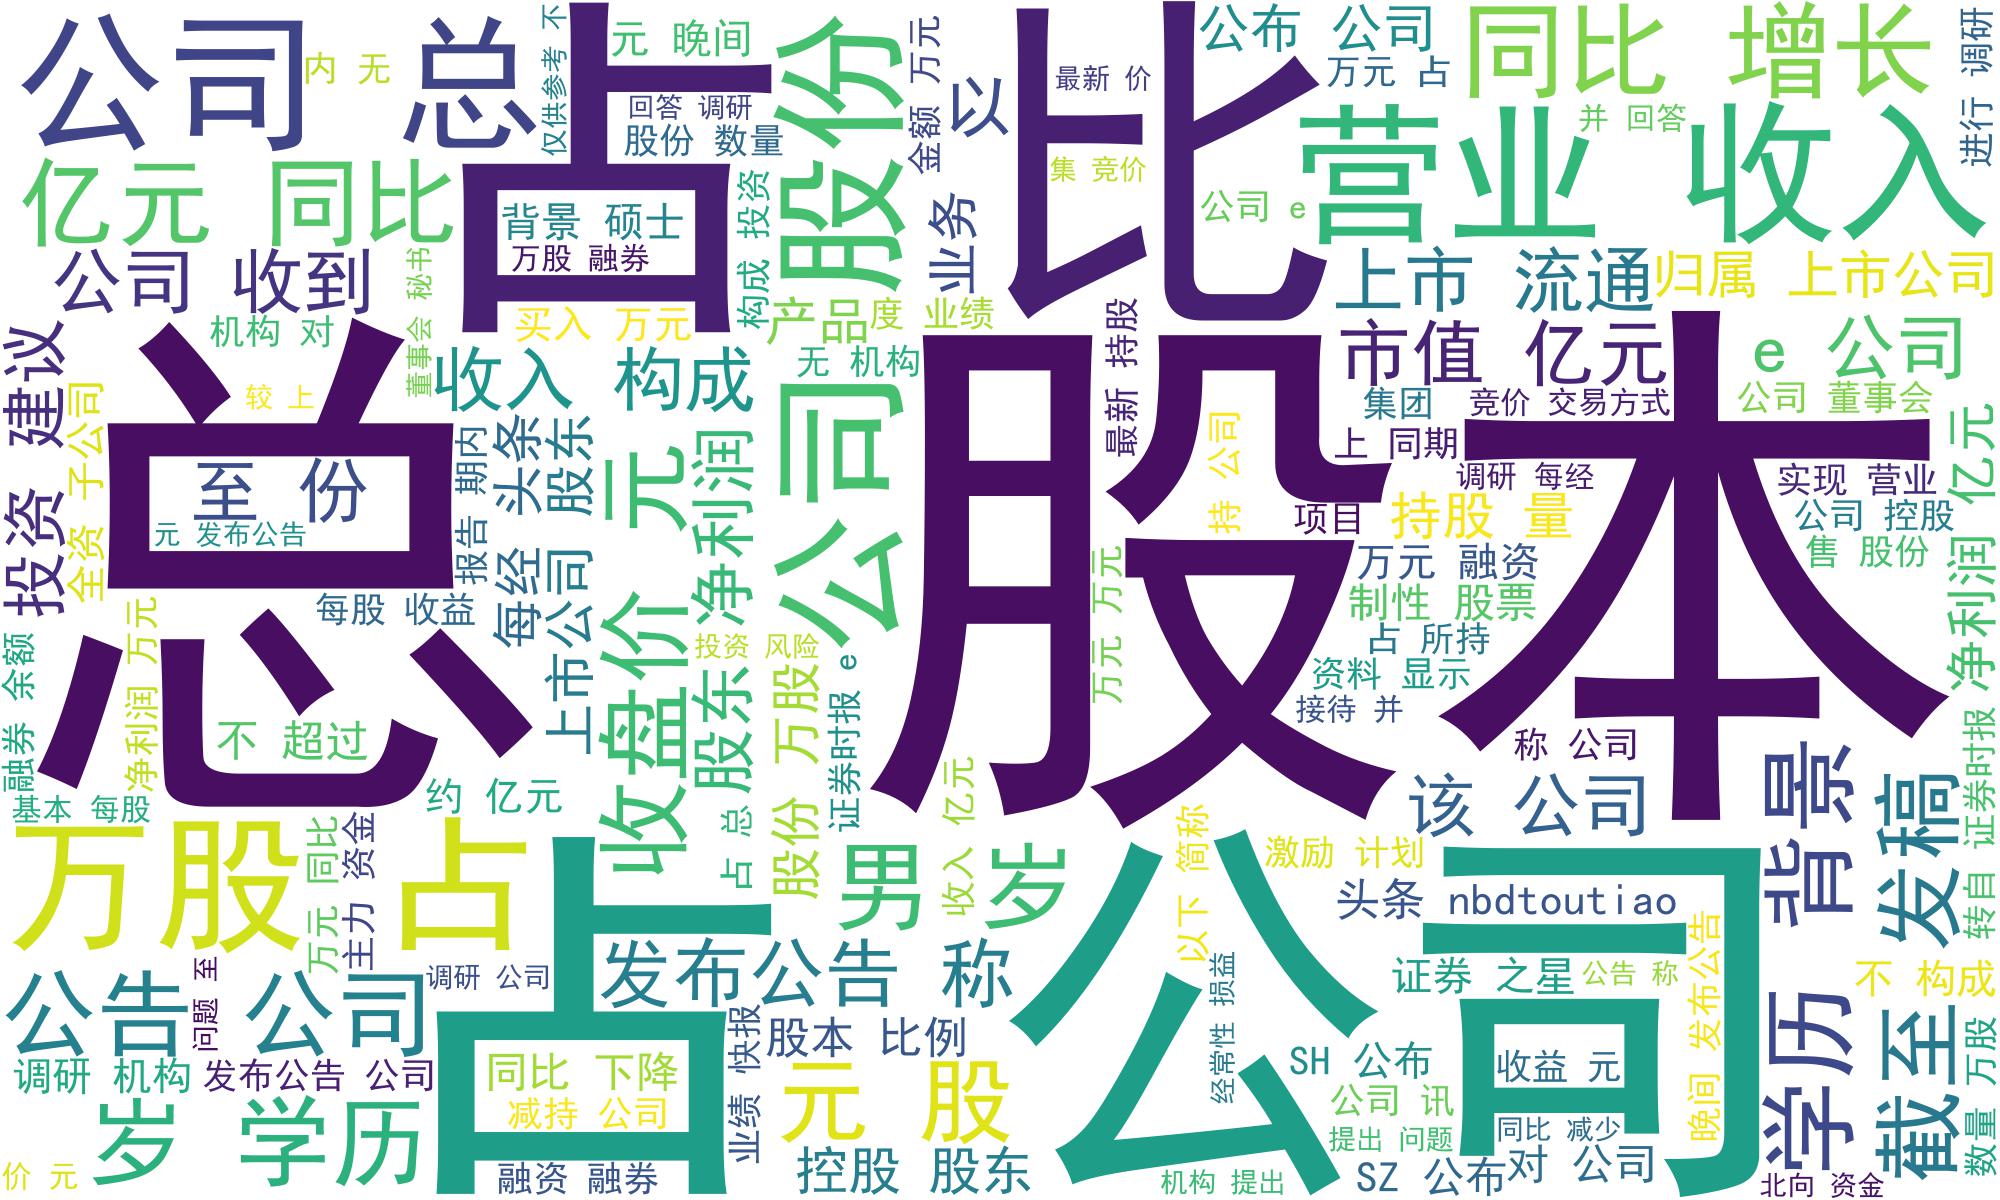 公司 总
内 无
占 比
仅供参考 不
元 晚间
回答 调研
股份 数量
公司 股份
金额 万元
业务 以
最新 价
集 竞价
公布 公司
万元 占
同比 增长
进行 调研
营业 收入
并 回答
公司 e
亿元 同比
背景 硕士
万股 融券
构成 投资
公司 收到
董事会 秘书
机构 对
买入 万元
产品
度 业绩
上市 流通
归属 上市公司
投资 建议
全资 子公司
较 上
收入 构成
无 机构
最新 持股
市值 亿元
e 公司
集团
竞价 交易方式
公司 董事会
总 股本
至 份
元 发布公告
报告 期内
每经 头条
上市公司 股东
收盘价 元
股东 净利润
持 公司
上 同期
调研 每经
实现 营业
净利润 亿元
项目
持股 量
公司 控股
万元 融资
售 股份
每股 收益
制性 股票
投资 风险
占 所持
资料 显示
接待 并
万元 万元
融券 余额
净利润 万元
不 超过
股份 万股
证券时报 e
称 公司
基本 每股
约 亿元
占 总
收入 亿元
该 公司
学历 背景
截至 发稿
转自 证券时报
万股 占
万元 同比
主力 资金
男 岁
以下 简称
激励 计划
头条 nbdtoutiao
占 公司
公告 公司
问题 至
调研 公司
发布公告 称
经常性 损益
证券 之星
公告 称
晚间 发布公告
不 构成
股本 比例
业绩 快报
调研 机构
发布公告 公司
同比 下降
元 股
SH 公布
收益 元
数量 万股
岁 学历
减持 公司
公司 讯
提出 问题
同比 减少
价 元
融资 融券
控股 股东
机构 提出
SZ 公布
对 公司
北向 资金